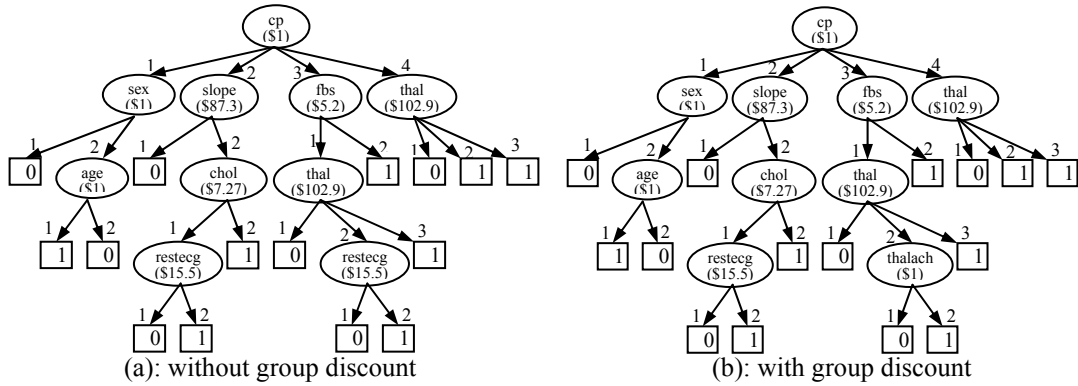 cp
($1)
1 2 3 4
sex slope fbs thal
($1) ($87.3) ($5.2) ($102.9)
1 2 1 2 1 2 1 2 3
0 age 0 chol thal 1 0 1 1
($1) ($7.27) ($102.9)
1 2 1 2 1 2 3
1 0 restecg 1 0 restecg 1
($15.5) ($15.5)
1 2 1 2
0 1 0 1
(a): without group discount
cp
($1)
1 2 3 4
sex slope fbs thal
($1) ($87.3) ($5.2) ($102.9)
1 2 1 2 1 2 1 2 3
0 age 0 chol thal 1 0 1 1
($1) ($7.27) ($102.9)
1 2 1 2 1 2 3
1 0 restecg 1 0 thalach 1
($15.5) ($1)
1 2 1 2
0 1 0 1
(b): with group discount